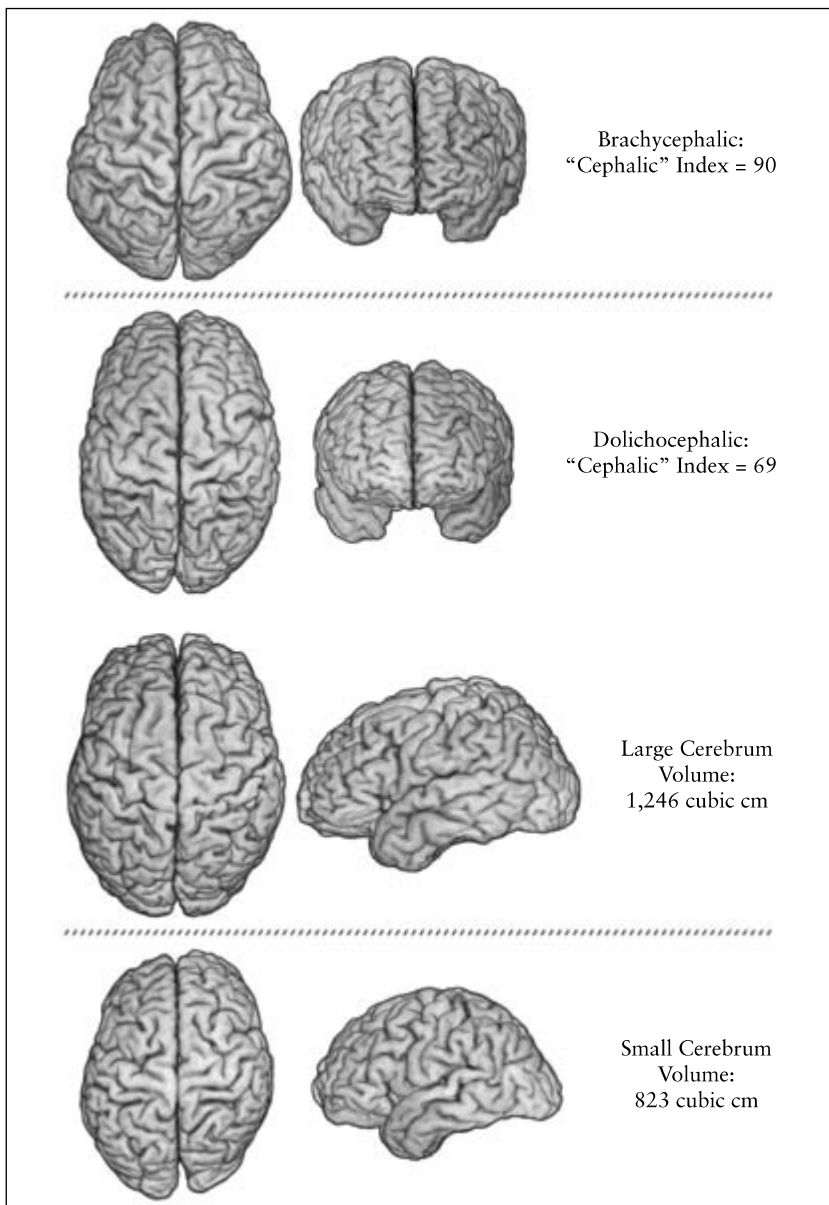 Brachycephalic:
“Cephalic” Index = 90
Dolichocephalic:
“Cephalic” Index = 69
Large Cerebrum
Volume:
1,246 cubic cm
Small Cerebrum
Volume:
823 cubic cm